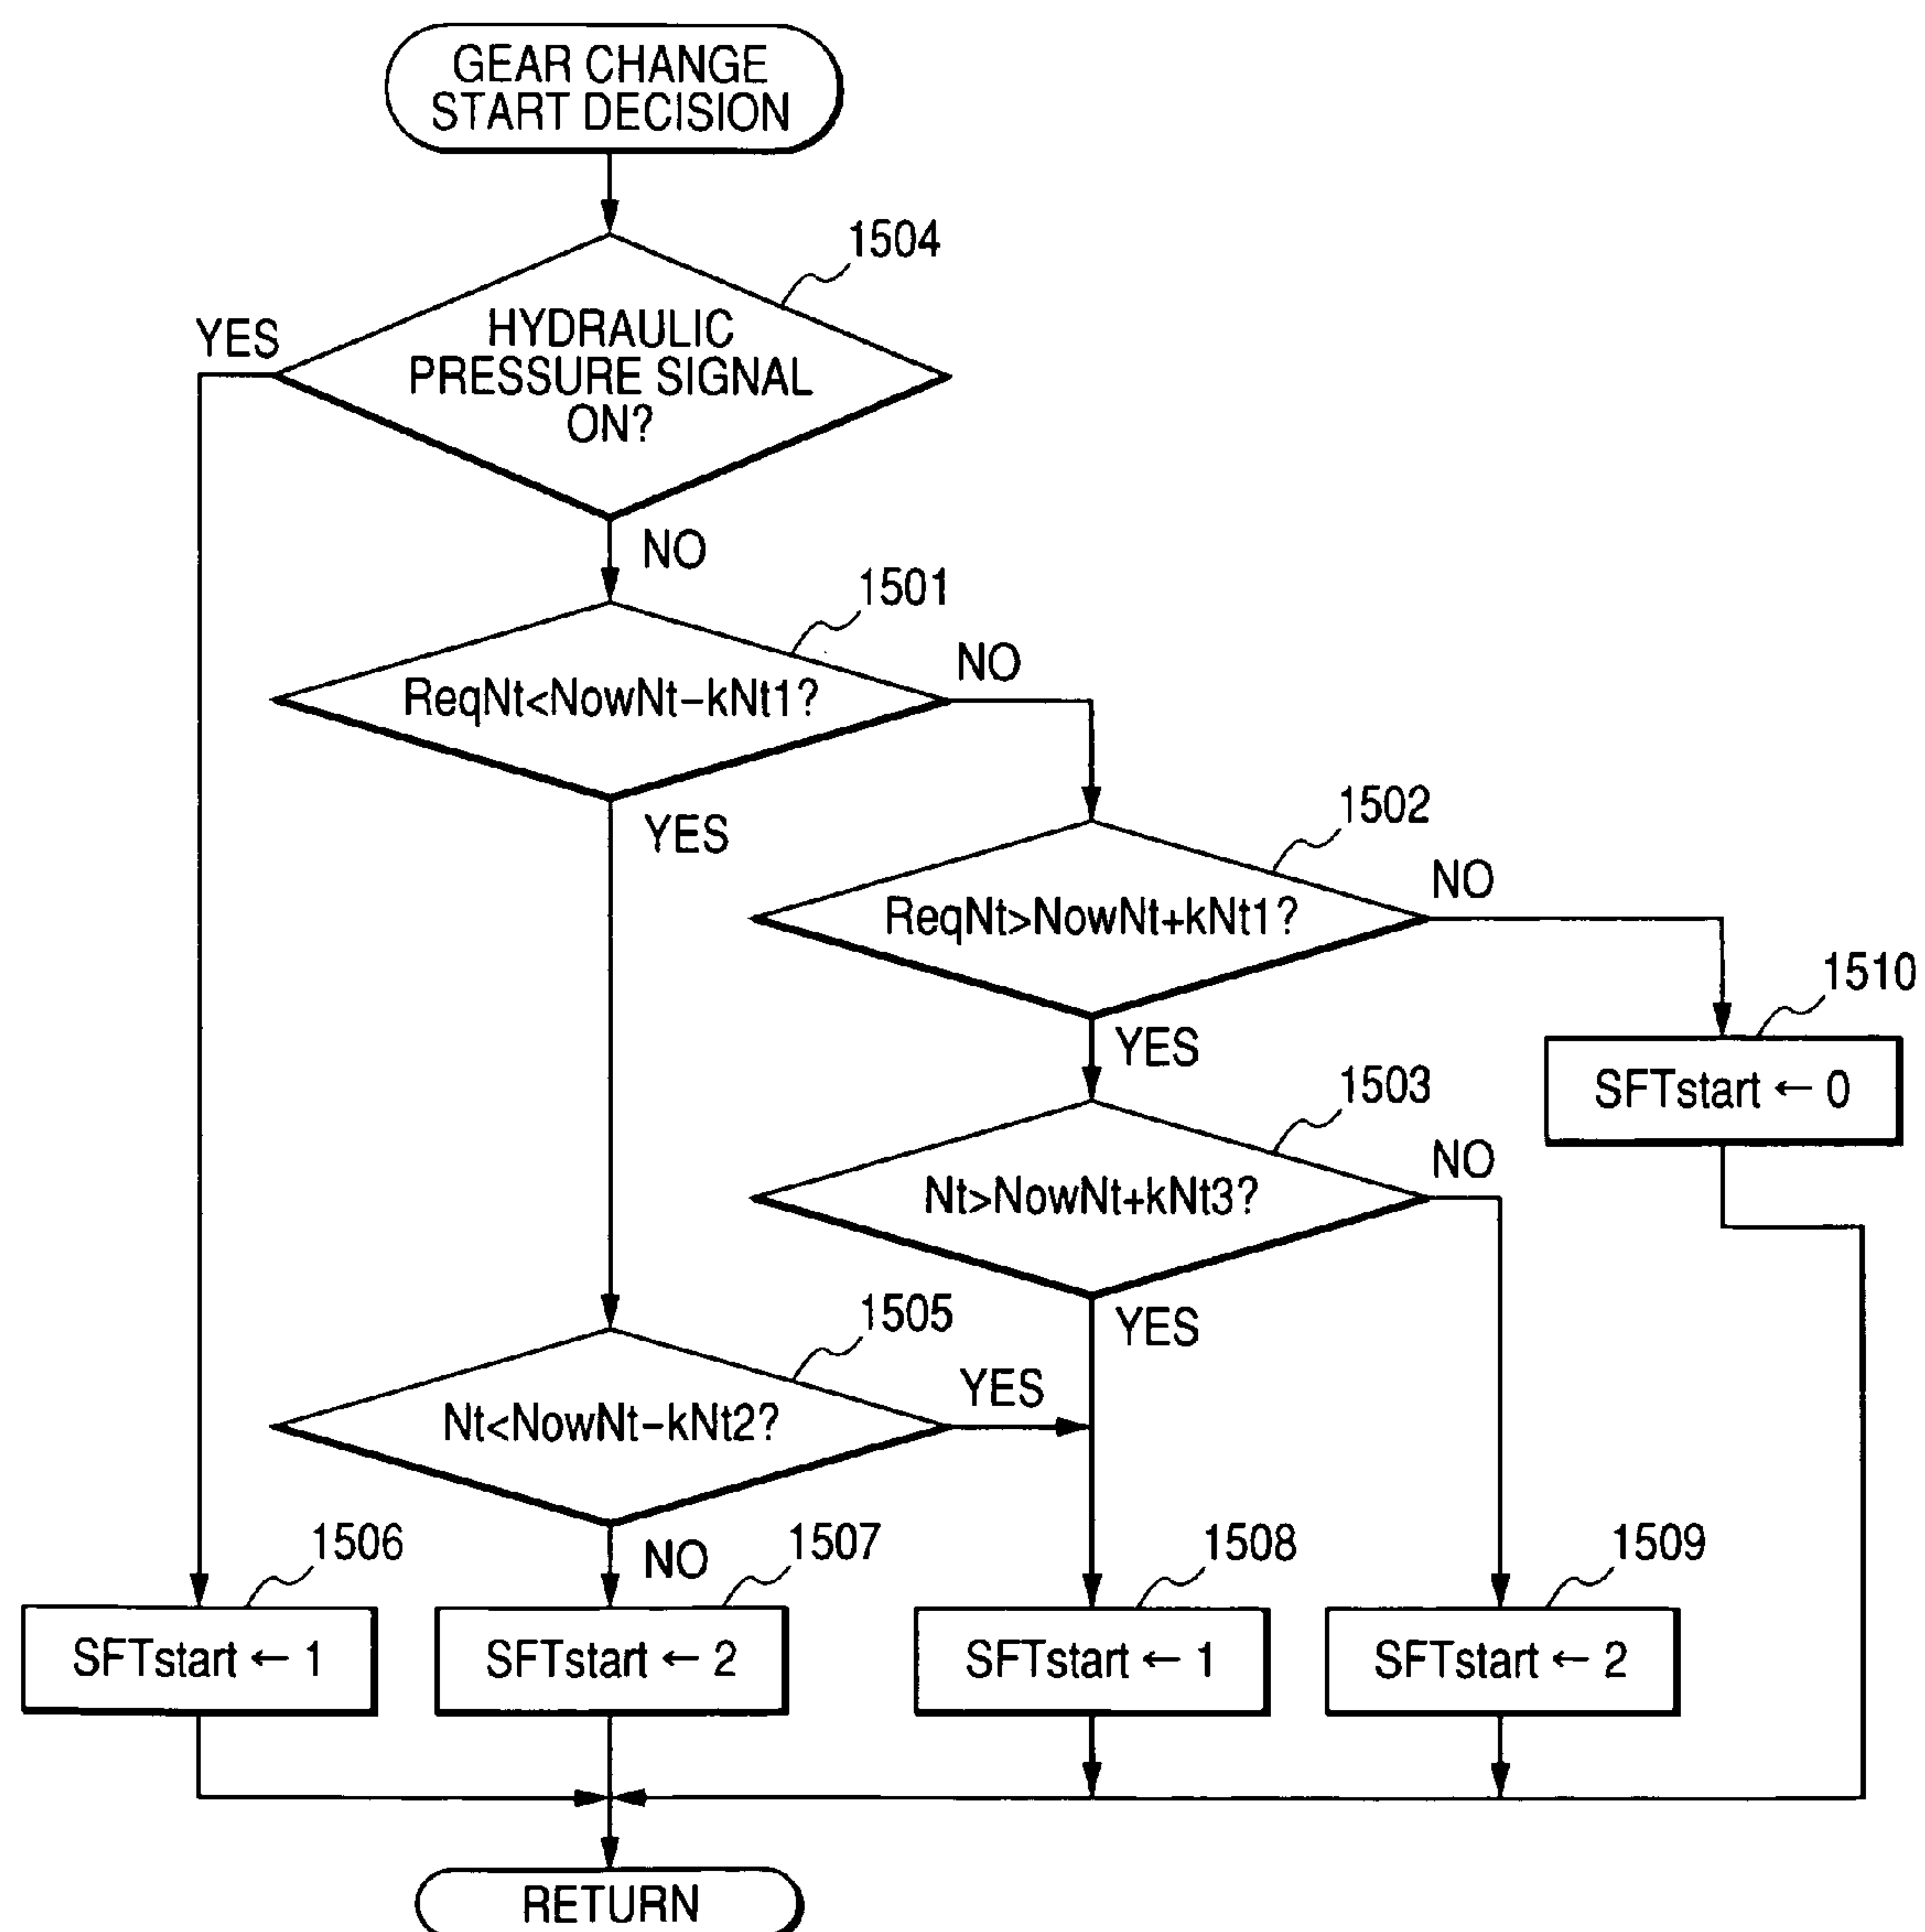 GEAR CHANGE
START DECISION
1504
YES
HYDRAULIC
PRESSURE SIGNAL
ON?
NO
1501
NO
ReqNt<NowNt−kNt1?
YES
1502
NO
ReqNt>NowNt+kNt1?
1510
YES
SFTstart ← 0
1503
NO
Nt>NowNt+kNt3?
YES
1505
YES
Nt<NowNt−kNt2?
NO
1506
1507
1508
1509
SFTstart ← 1
SFTstart ← 2
SFTstart ← 1
SFTstart ← 2
RETURN